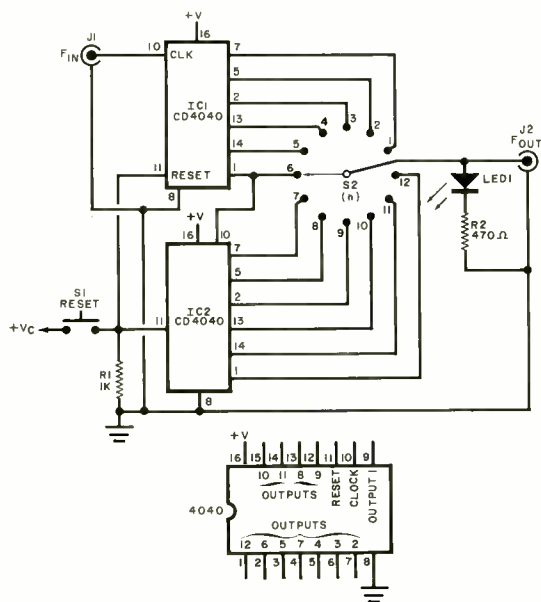 +V
J1
16
FIN
10
CLK
7
5
IC1
CD4040
2
13
14
11
RESET
1
8
4
3
2
1
5
6
S2
(n)
12
7
8
9
10
11
J2
FOUT
LED1
R2
470Ω
+V
16
10
7
5
IC2
CD4040
2
13
14
1
11
8
S1
RESET
+VC
R1
1K
+V
16 15 14 13 12 11 10 9
10 11 8 9
OUTPUTS
RESET
CLOCK
OUTPUT 1
4040
OUTPUTS
12 6 5 7 4 3 2
1 2 3 4 5 6 7 8